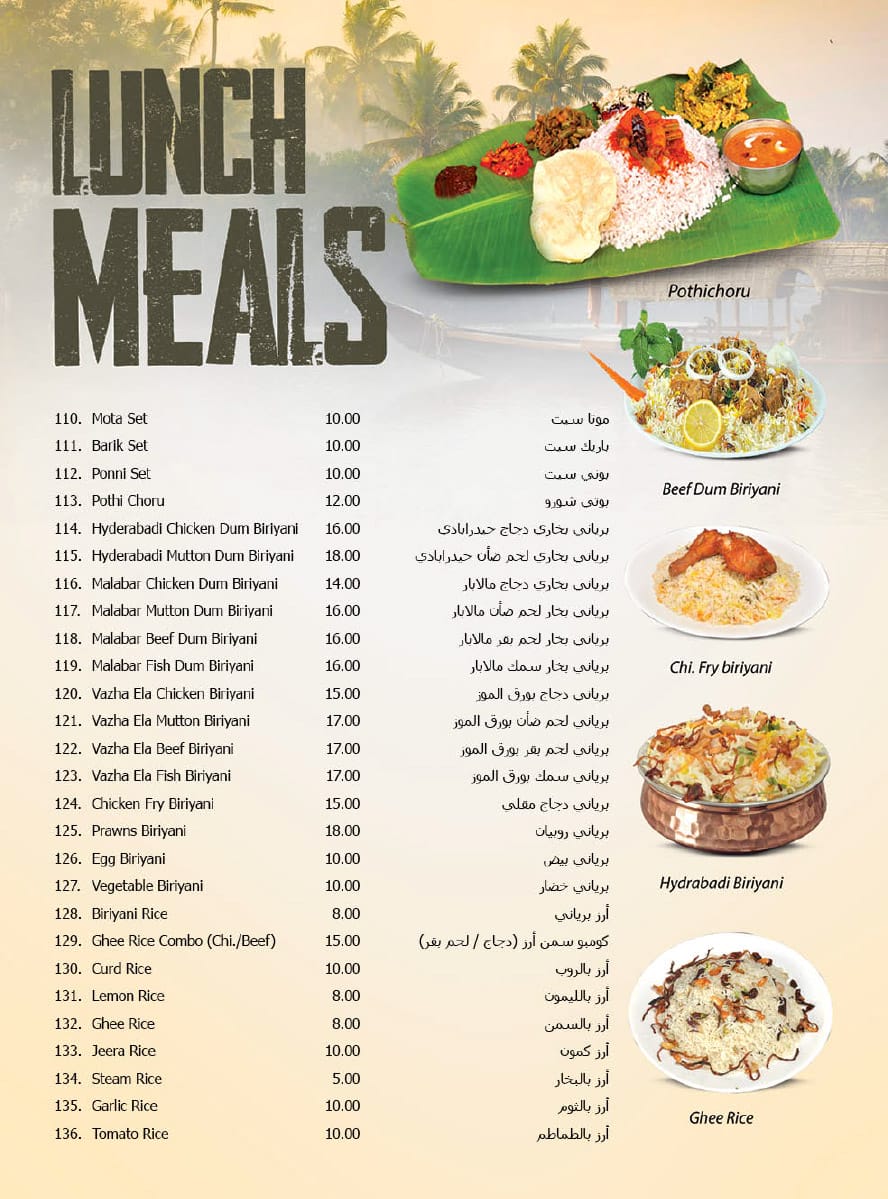 LUNCH
MEALS
Pothichoru
110. Mota Set 10.00 موتا سيت
111. Barik Set 10.00 باريك سيت
112. Ponni Set 10.00 بوني سيت
113. Pothi Choru 12.00 بوتي شورو
114. Hyderabadi Chicken Dum Biriyani 16.00 برياني بخاري دجاج حيدرابادي
115. Hyderabadi Mutton Dum Biriyani 18.00 برياني بخاري لحم ضأن حيدرابادي
116. Malabar Chicken Dum Biriyani 14.00 برياني بخاري دجاج مالابار
117. Malabar Mutton Dum Biriyani 16.00 برياني بخار لحم ضأن مالابار
118. Malabar Beef Dum Biriyani 16.00 برياني بخار لحم بقر مالابار
119. Malabar Fish Dum Biriyani 16.00 برياني بخار سمك مالابار
120. Vazha Ela Chicken Biriyani 15.00 برياني دجاج بورق الموز
121. Vazha Ela Mutton Biriyani 17.00 برياني لحم ضأن بورق الموز
122. Vazha Ela Beef Biriyani 17.00 برياني لحم بقر بورق الموز
123. Vazha Ela Fish Biriyani 17.00 برياني سمك بورق الموز
124. Chicken Fry Biriyani 15.00 برياني دجاج مقلي
125. Prawns Biriyani 18.00 برياني روبيان
126. Egg Biriyani 10.00 برياني بيض
127. Vegetable Biriyani 10.00 برياني خضار
128. Biriyani Rice 8.00 أرز برياني
129. Ghee Rice Combo (Chi./Beef) 15.00 كومبو سمن أرز (دجاج / لحم بقر)
130. Curd Rice 10.00 أرز بالروب
131. Lemon Rice 8.00 أرز بالليمون
132. Ghee Rice 8.00 أرز بالسمن
133. Jeera Rice 10.00 أرز كمون
134. Steam Rice 5.00 أرز بالبخار
135. Garlic Rice 10.00 أرز بالثوم
136. Tomato Rice 10.00 أرز بالطماطم
Beef Dum Biriyani
Chi. Fry biriyani
Hydrabadi Biriyani
Ghee Rice